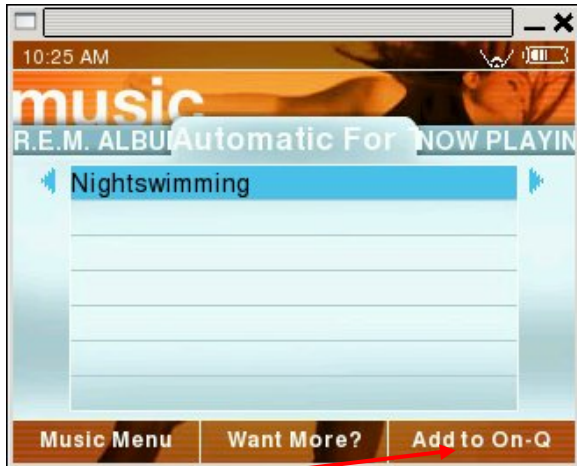 10:25 AM
music
R.E.M. ALBU Automatic For T NOW PLAYIN
Nightswimming
Music Menu Want More? Add to On-Q